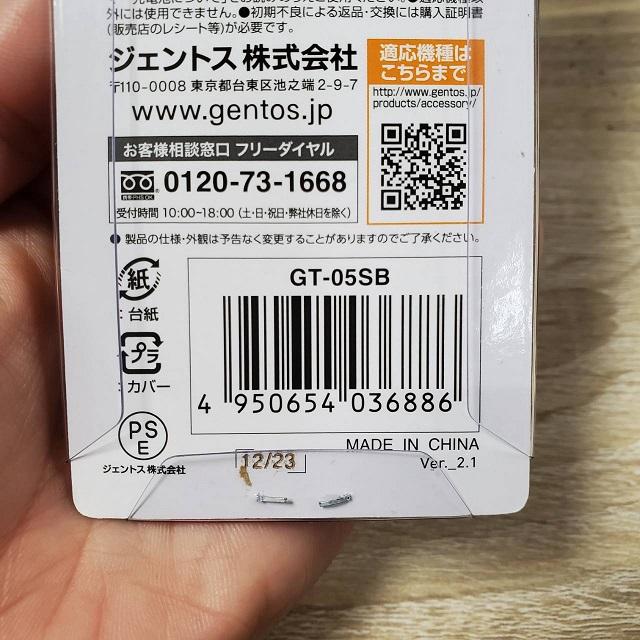 外には使用できません。●初期不良による返品・交換には購入証明書
(販売店のレシート等)が必要です。
ジェントス株式会社
〒110-0008 東京都台東区池之端2-9-7
www.gentos.jp
お客様相談窓口 フリーダイヤル
0120-73-1668
受付時間 10:00~18:00 (土・日・祝日・弊社休日を除く)
適応機種は
こちらまで
http://www.gentos.jp/
products/accessory/
● 製品の仕様・外観は予告なく変更することがありますのでご了承ください。
紙
:台紙
プラ
:カバー
PS
E
ジェントス株式会社
GT-05SB
4 950654 036886
MADE IN CHINA
Ver._2.1
12/23